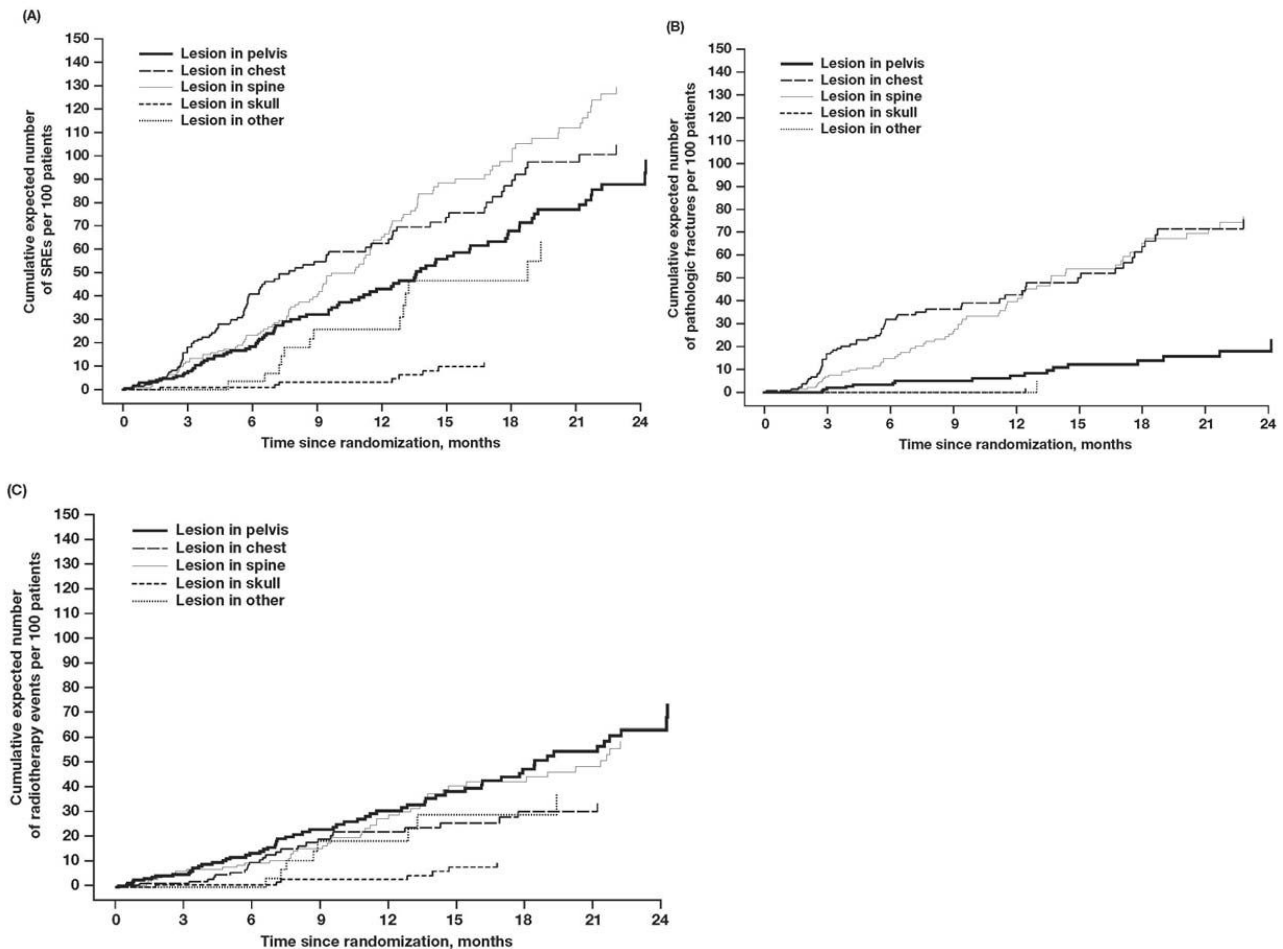 (A)
150
140
130
120
110
100
90
80
70
60
50
40
30
20
10
0
Cumulative expected number
of SREs per 100 patients
Lesion in pelvis
Lesion in chest
Lesion in spine
Lesion in skull
Lesion in other
0 3 6 9 12 15 18 21 24
Time since randomization, months
(B)
150
140
130
120
110
100
90
80
70
60
50
40
30
20
10
0
Cumulative expected number
of pathologic fractures per 100 patients
Lesion in pelvis
Lesion in chest
Lesion in spine
Lesion in skull
Lesion in other
0 3 6 9 12 15 18 21 24
Time since randomization, months
(C)
150
140
130
120
110
100
90
80
70
60
50
40
30
20
10
0
Cumulative expected number
of radiotherapy events per 100 patients
Lesion in pelvis
Lesion in chest
Lesion in spine
Lesion in skull
Lesion in other
0 3 6 9 12 15 18 21 24
Time since randomization, months